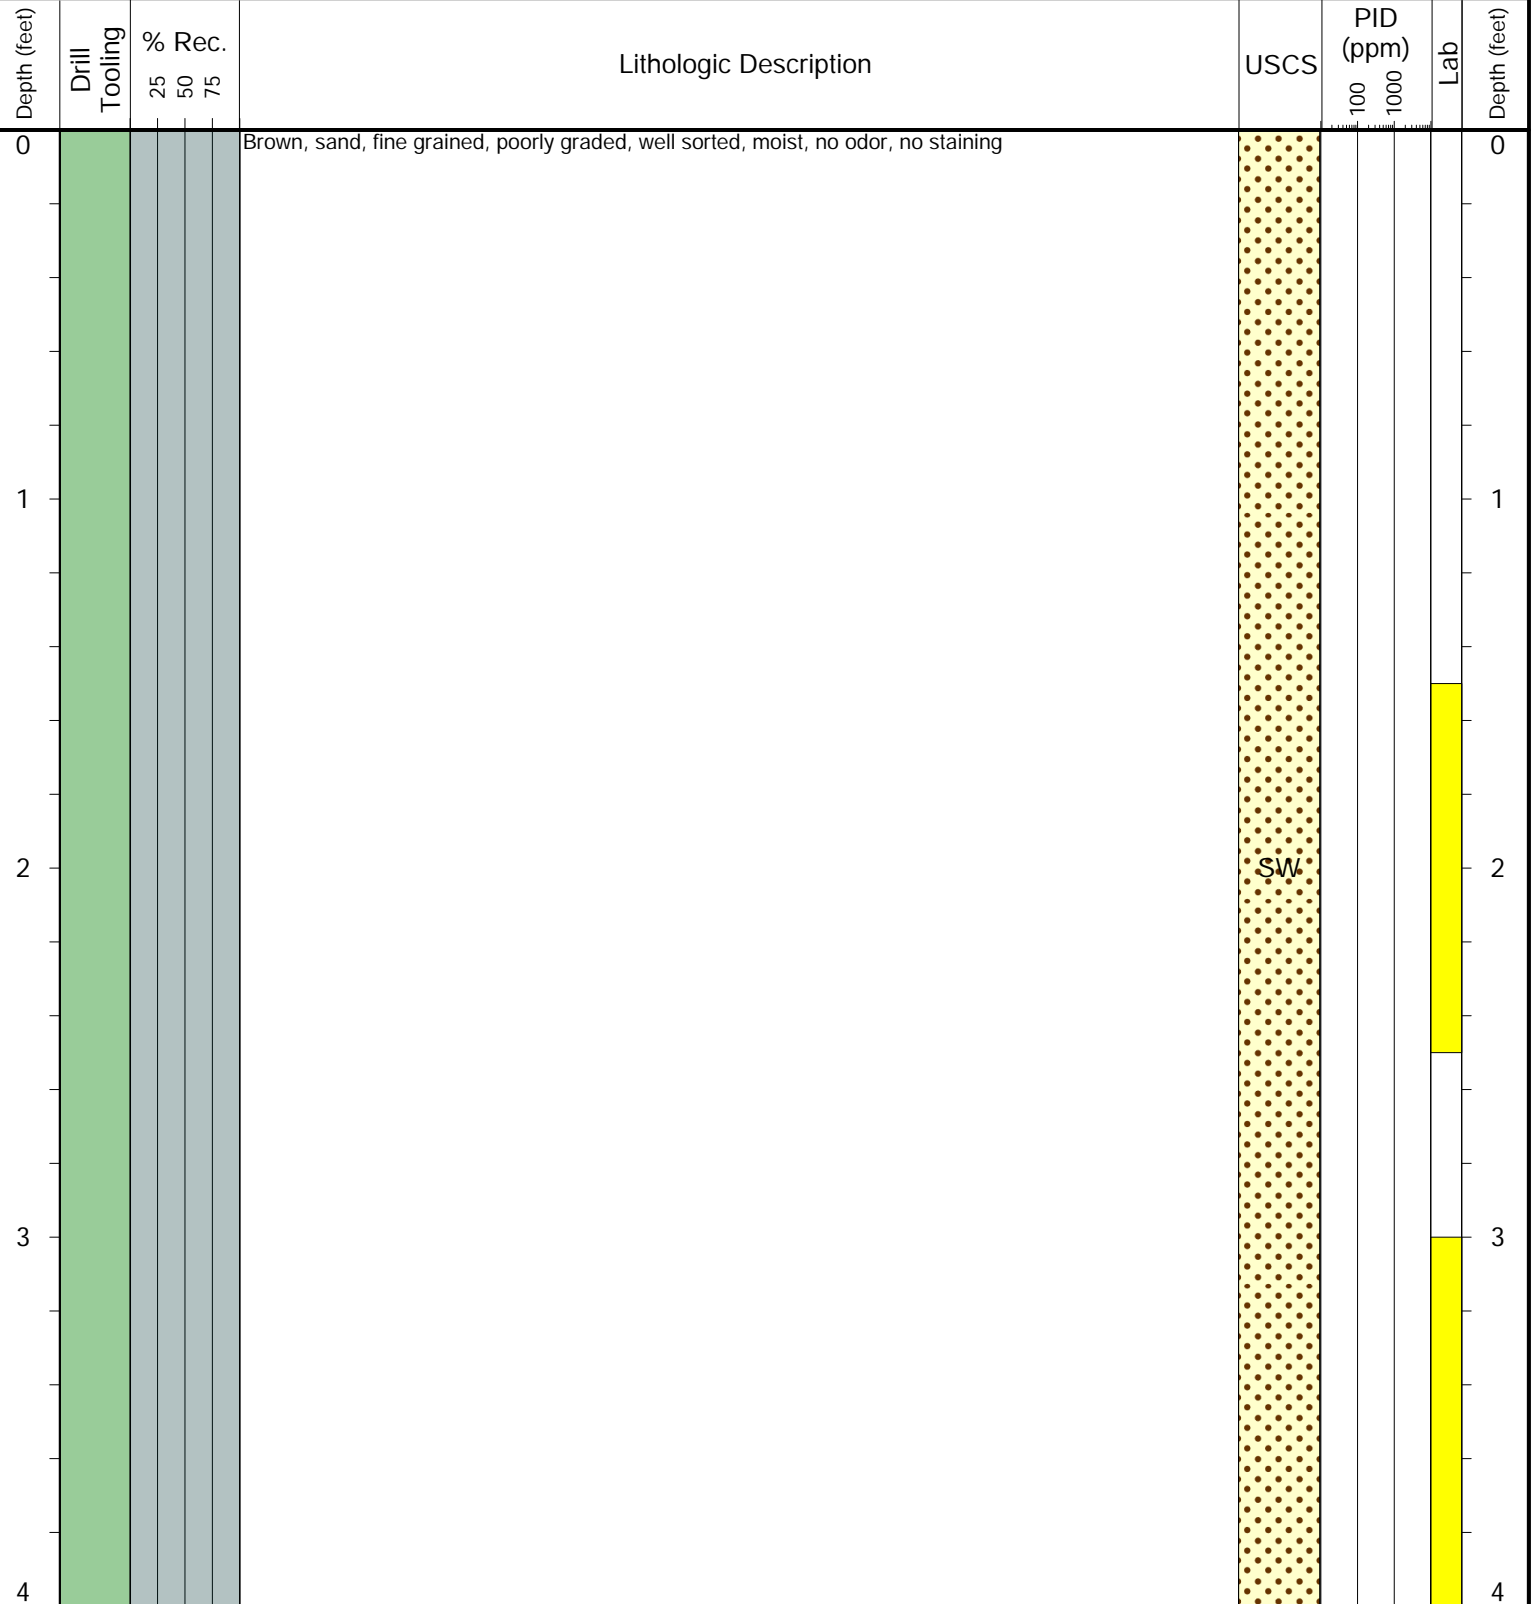 Depth (feet)
Drill
Tooling
% Rec.
25
50
75
Lithologic Description
USCS
PID
(ppm)
100
1000
Lab
Depth (feet)
0
Brown, sand, fine grained, poorly graded, well sorted, moist, no odor, no staining
0
1
1
2
SW
2
3
3
4
4